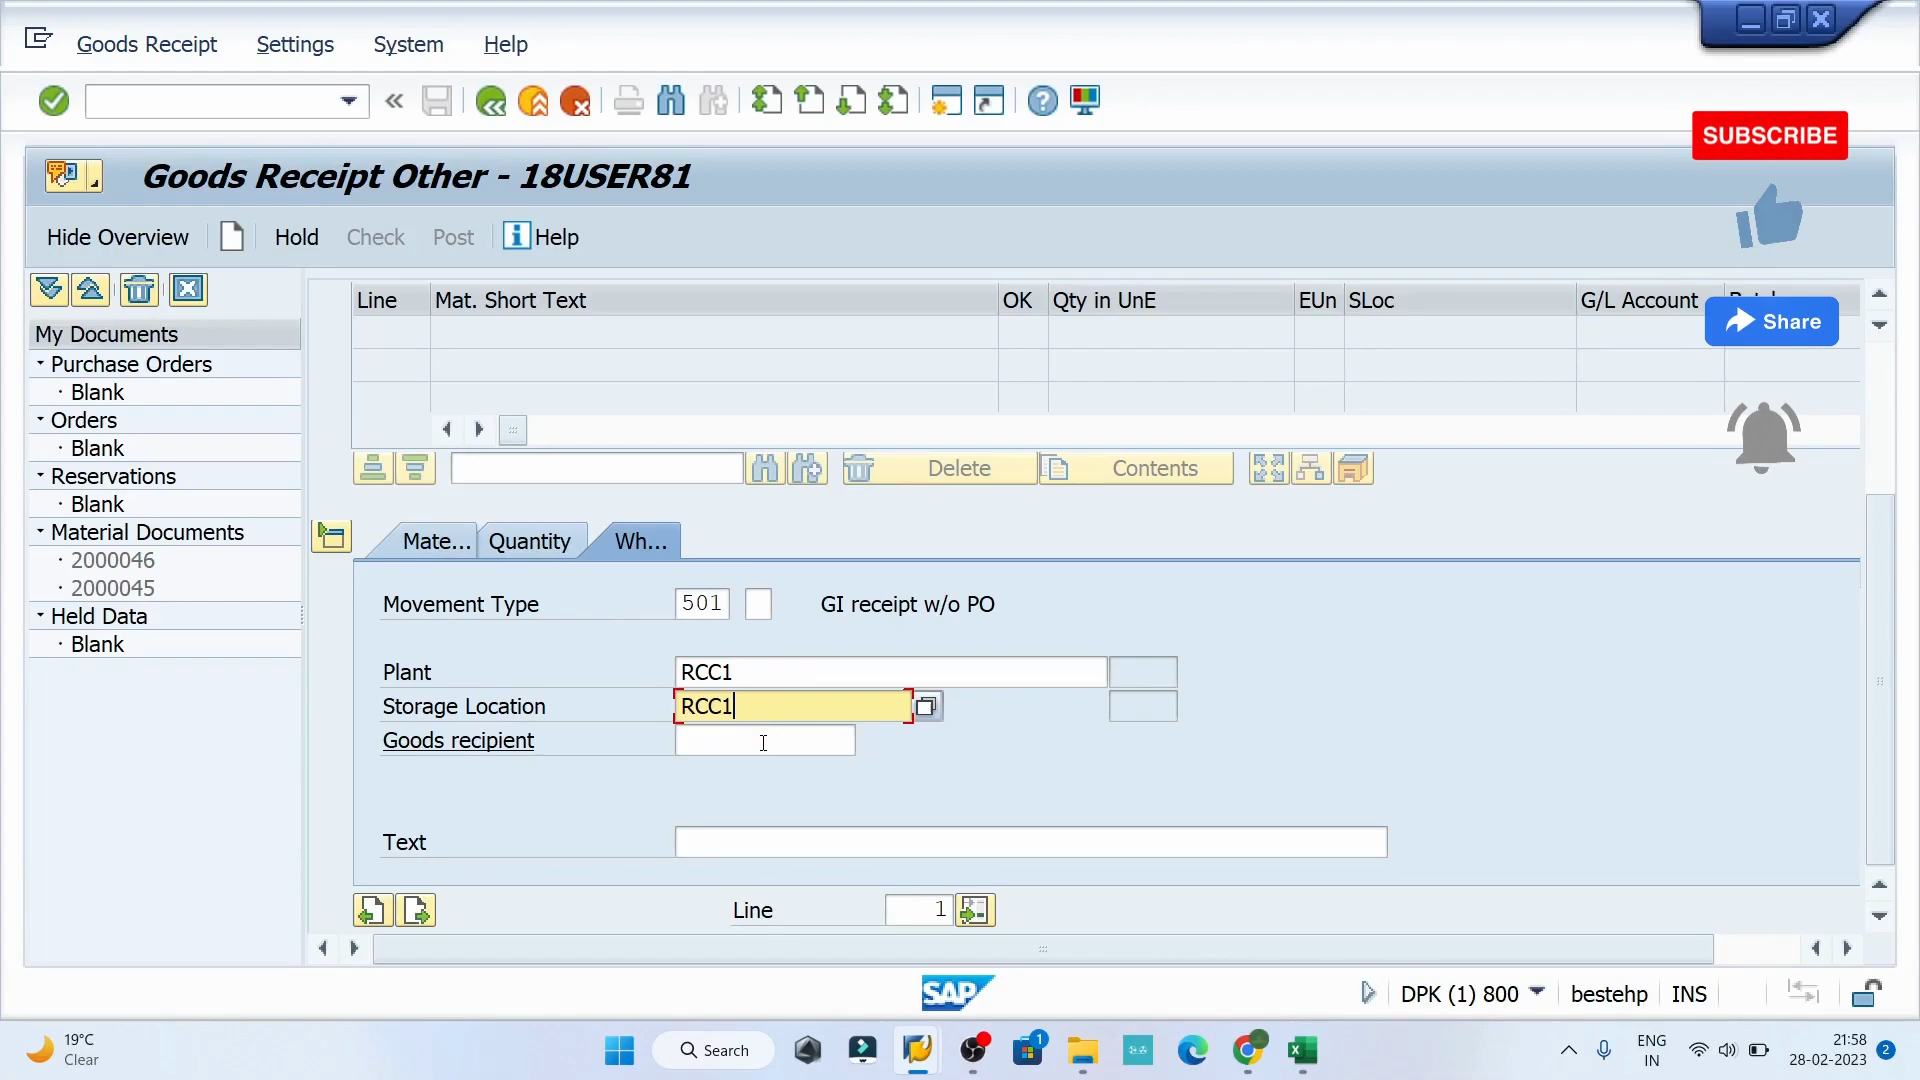 Goods Receipt Settings System Help
SUBSCRIBE
Goods Receipt Other - 18USER81
Hide Overview Hold Check Post Help
Line Mat. Short Text OK Qty in UnE EUn SLoc G/L Account
Share
My Documents
Purchase Orders
Blank
Orders
Blank
Reservations
Blank
Material Documents
2000046
2000045
Held Data
Blank
Delete Contents
Mate... Quantity Wh...
Movement Type 501 GI receipt w/o PO
Plant RCC1
Storage Location RCC1
Goods recipient
Text
Line 1
SAP DPK (1) 800 bestehp INS
19°C
Clear
Search
1
ENG
IN
21:58
28-02-2023
2